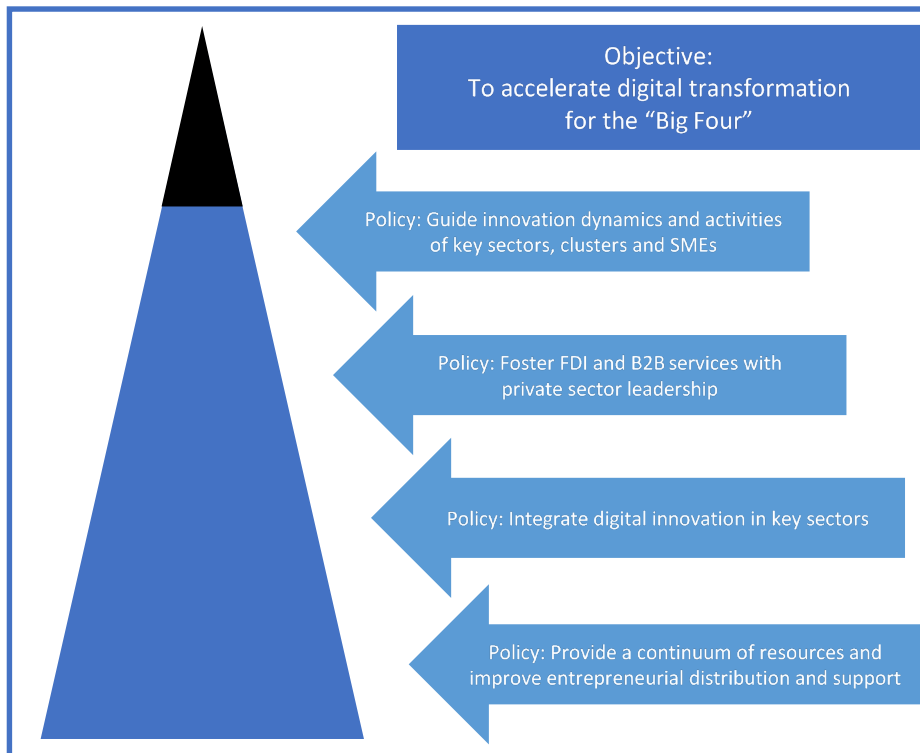 Objective:
To accelerate digital transformation
for the “Big Four”
Policy: Guide innovation dynamics and activities
of key sectors, clusters and SMEs
Policy: Foster FDI and B2B services with
private sector leadership
Policy: Integrate digital innovation in key sectors
Policy: Provide a continuum of resources and
improve entrepreneurial distribution and support